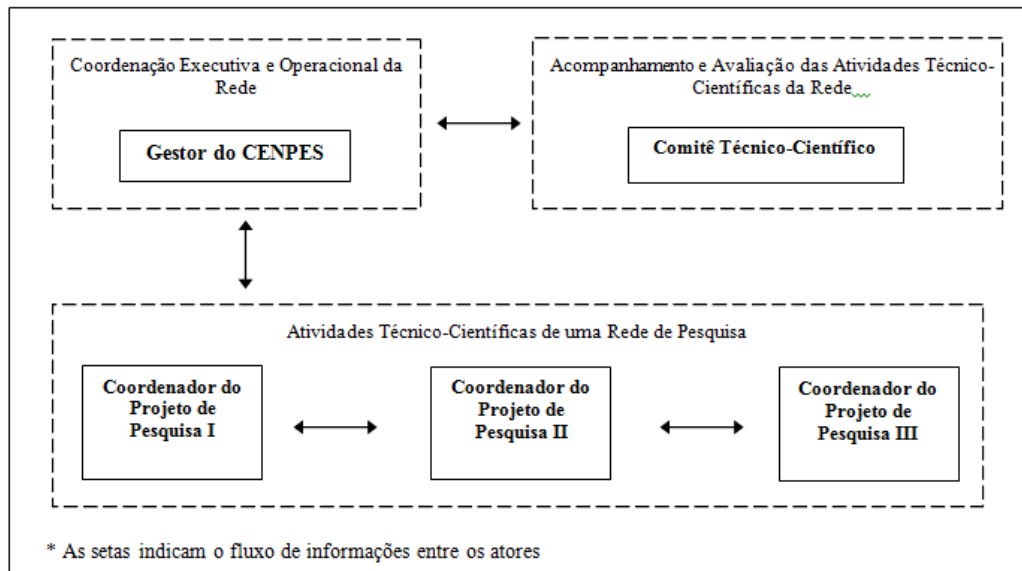 Coordenação Executiva e Operacional da
Rede
Gestor do CENPES
Acompanhamento e Avaliação das Atividades Técnico-
Científicas da Rede
Comitê Técnico-Científico
Atividades Técnico-Científicas de uma Rede de Pesquisa
Coordenador do
Projeto de
Pesquisa I
Coordenador do
Projeto de
Pesquisa II
Coordenador do
Projeto de
Pesquisa III
* As setas indicam o fluxo de informações entre os atores